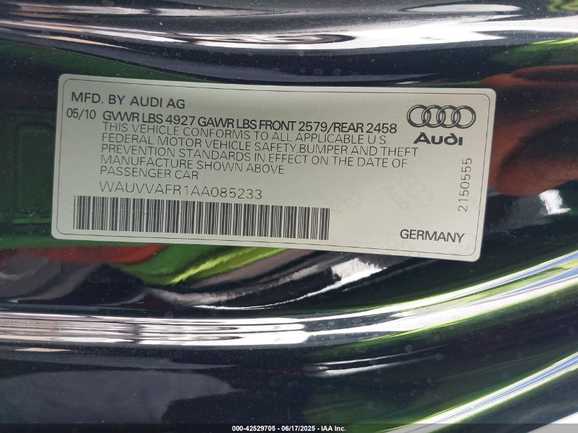 MFD. BY AUDI AG
05/10 GVWR LBS 4927 GAWR LBS FRONT 2579/REAR 2458
THIS VEHICLE CONFORMS TO ALL APPLICABLE U S
FEDERAL MOTOR VEHICLE SAFETY BUMPER AND THEFT
PREVENTION STANDARDS IN EFFECT ON THE DATE OF
MANUFACTURE SHOWN ABOVE
PASSENGER CAR
WAUVVAFR1AA085233
Audi
2150555
GERMANY
000-42529705 - 06/17/2025 - IAA Inc.